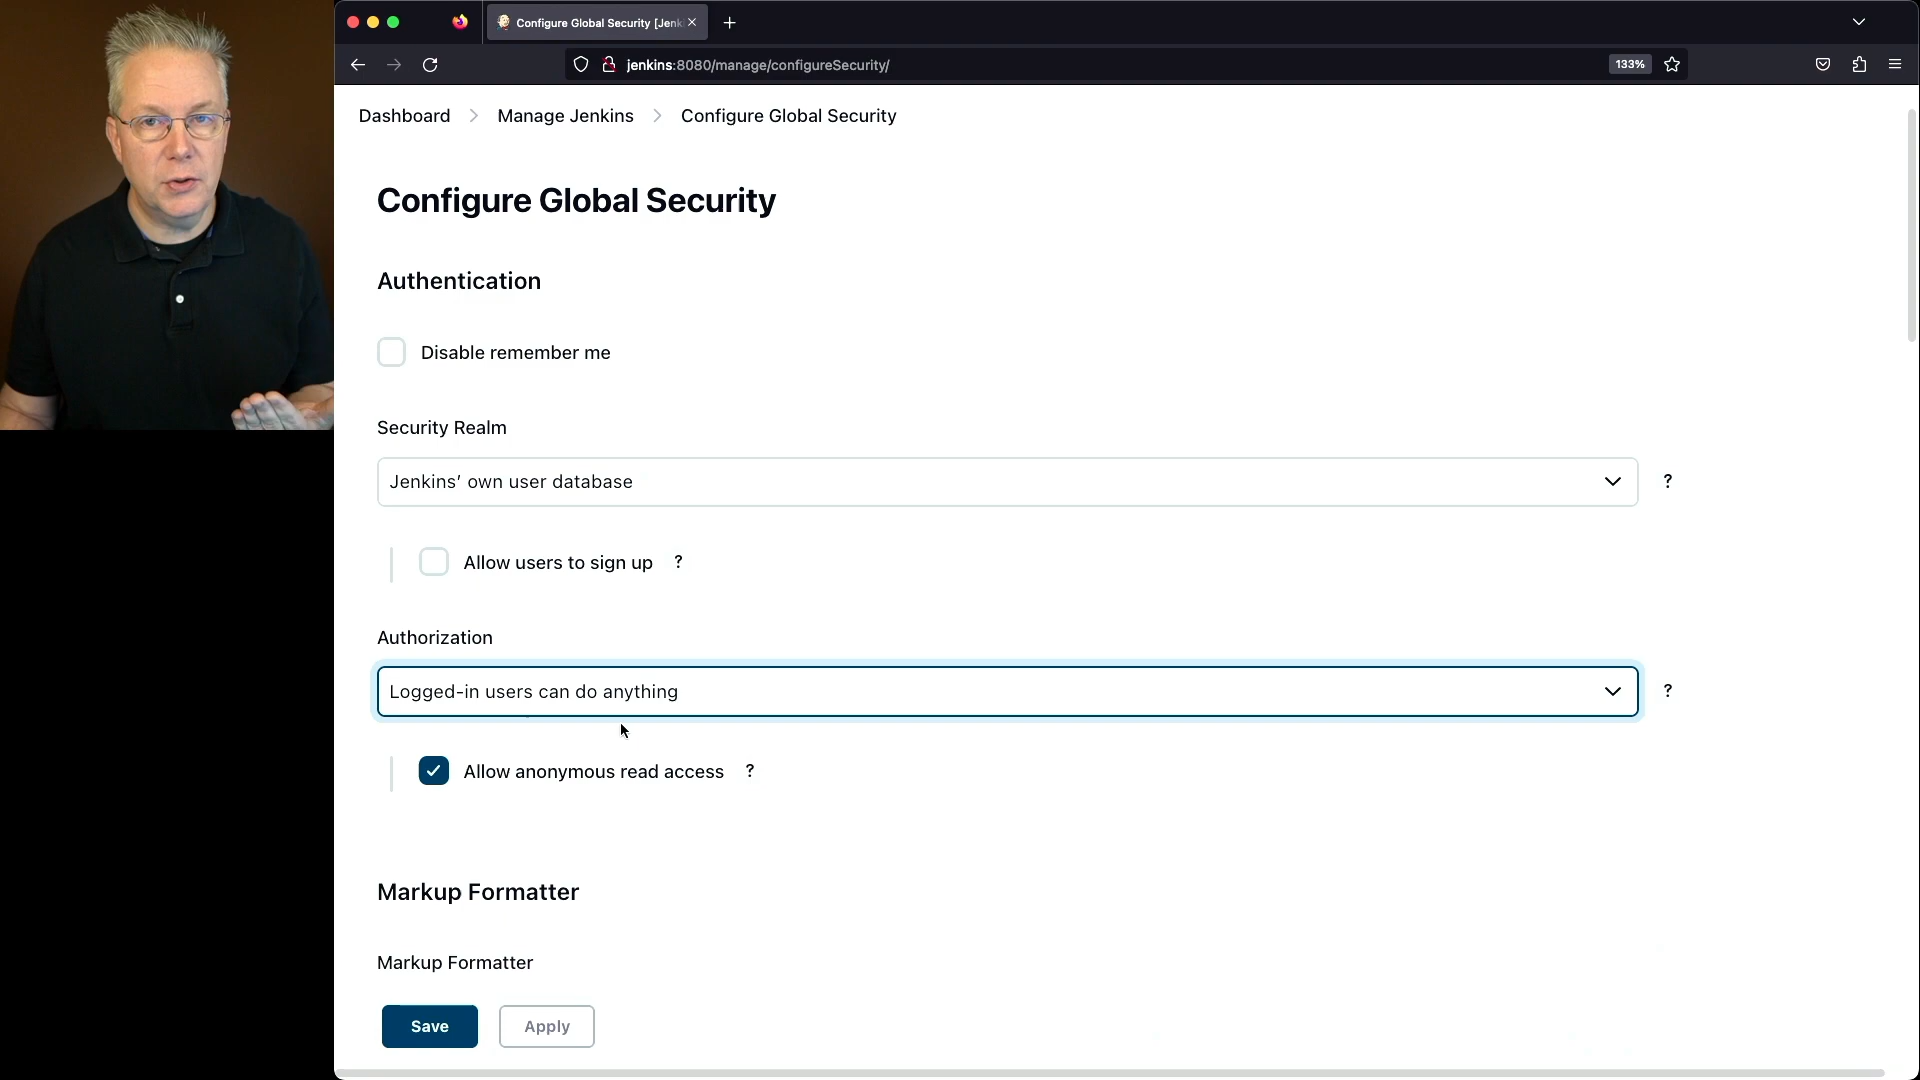 Configure Global Security [Jenk
jenkins:8080/manage/configureSecurity/
133%
Dashboard
Manage Jenkins
Configure Global Security
Configure Global Security
Authentication
Disable remember me
Security Realm
Jenkins’ own user database
?
Allow users to sign up
?
Authorization
Logged-in users can do anything
?
Allow anonymous read access
?
Markup Formatter
Markup Formatter
Save
Apply